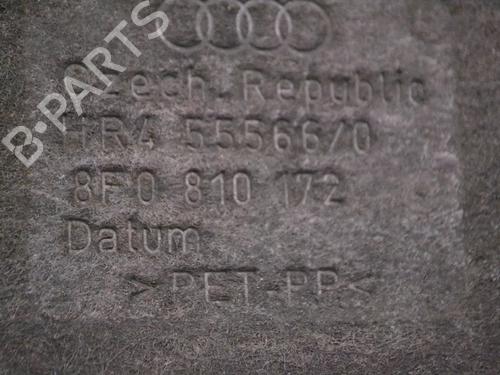 B-PARTS
Czech. Republic
HR4 55566/0
8F0 810 172
Datum
>PET-PP<